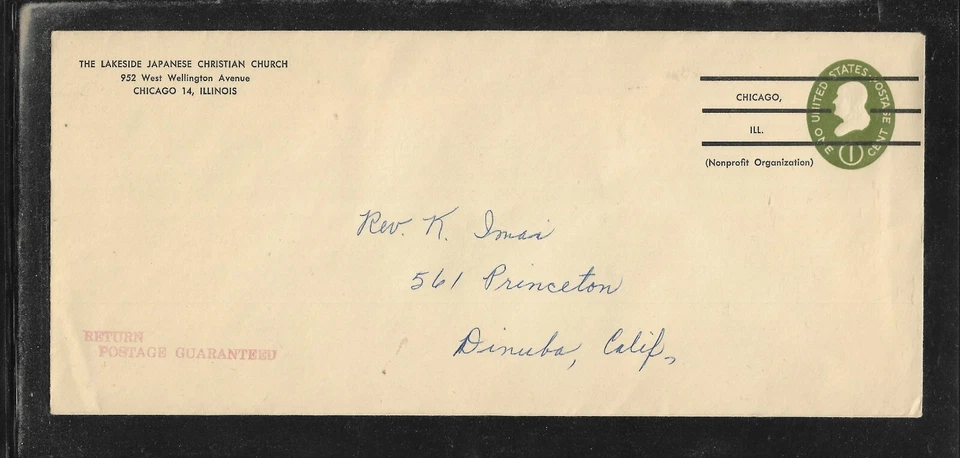 THE LAKESIDE JAPANESE CHRISTIAN CHURCH
952 West Wellington Avenue
CHICAGO 14, ILLINOIS
CHICAGO,
ILL.
(Nonprofit Organization)
UNITED STATES POSTAGE
ONE CENT
1
Rev. K. Imai
561 Princeton
Dinuba, Calif.
RETURN
POSTAGE GUARANTEED